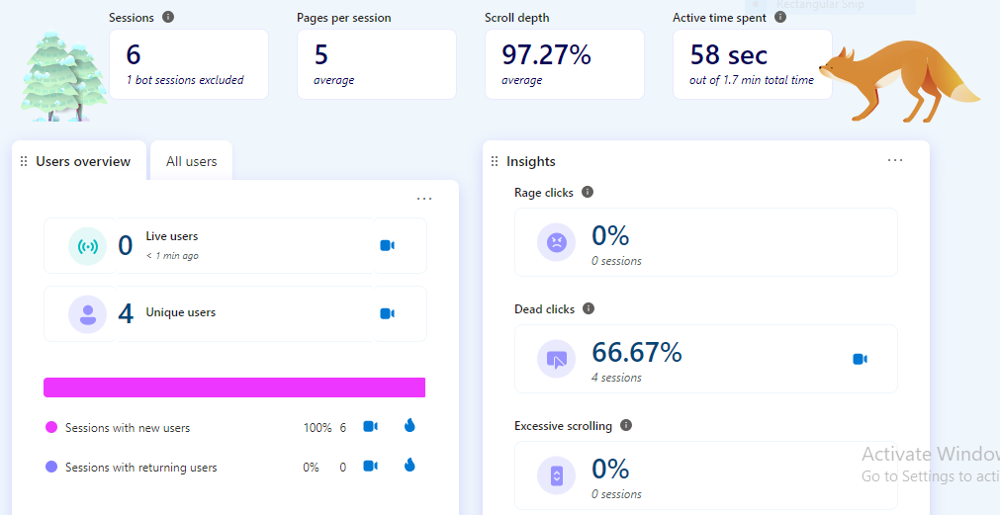 Rectangular Snip
Sessions
Pages per session
Scroll depth
Active time spent
6
1 bot sessions excluded
5
average
97.27%
average
58 sec
out of 1.7 min total time
Users overview
All users
Insights
Rage clicks
0%
0 sessions
0
Live users
< 1 min ago
4
Unique users
Dead clicks
66.67%
4 sessions
Sessions with new users
100% 6
Sessions with returning users
0% 0
Excessive scrolling
0%
0 sessions
Activate Window
Go to Settings to acti